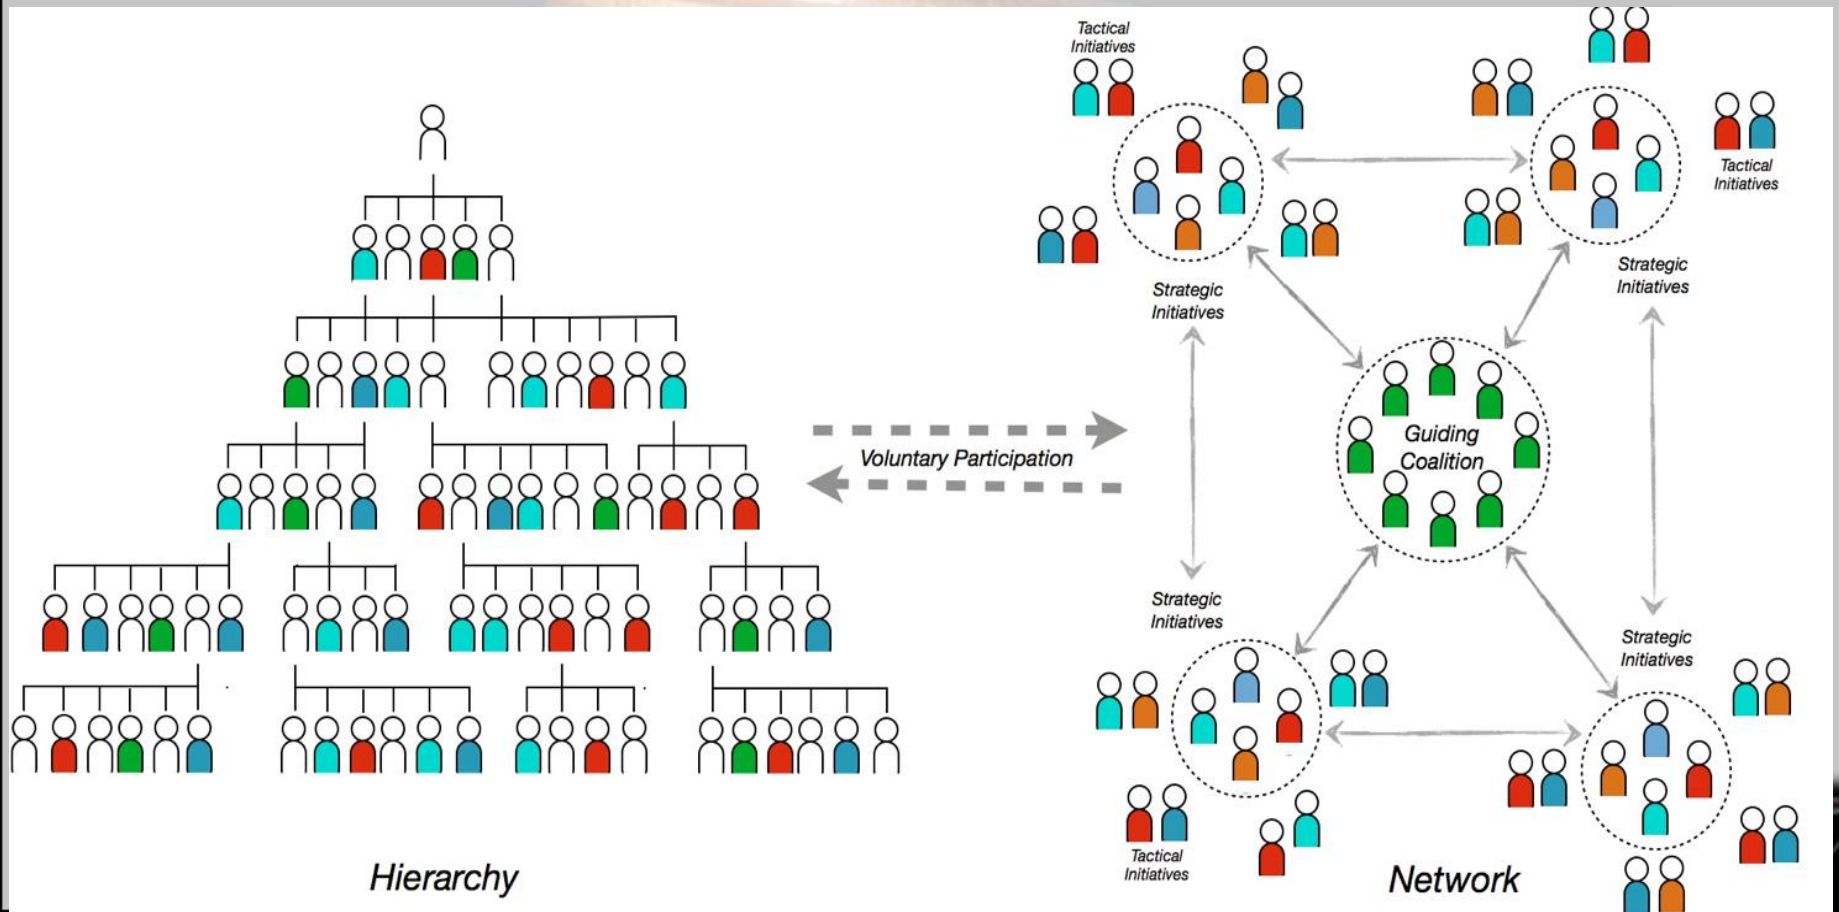 Tactical
Initiatives
Tactical
Initiatives
Strategic
Initiatives
Strategic
Initiatives
Guiding
Coalition
Voluntary Participation
Strategic
Initiatives
Strategic
Initiatives
Tactical
Initiatives
Hierarchy
Network